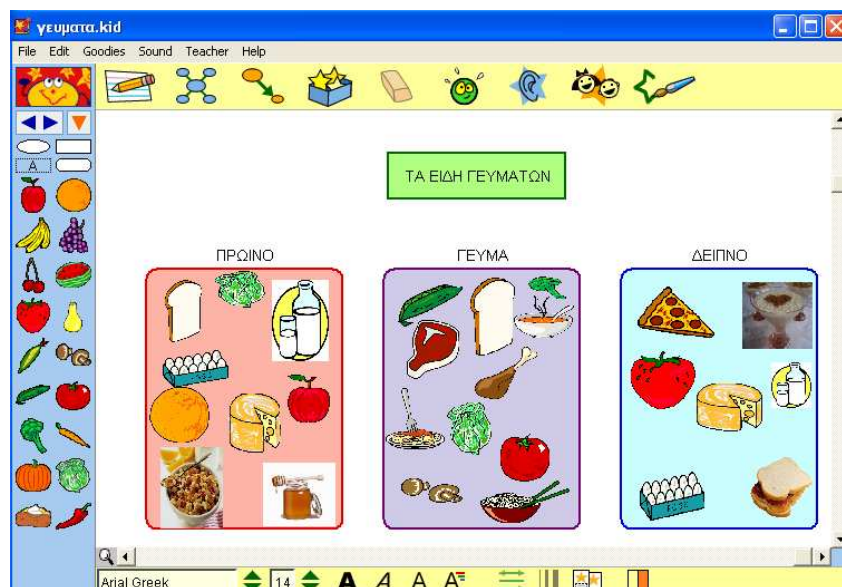 γευματα.kid
File Edit Goodies Sound Teacher Help
A
ΤΑ ΕΙΔΗ ΓΕΥΜΑΤΩΝ
ΠΡΩΙΝΟ ΓΕΥΜΑ ΔΕΙΠΝΟ
Arial Greek 14 A A A A